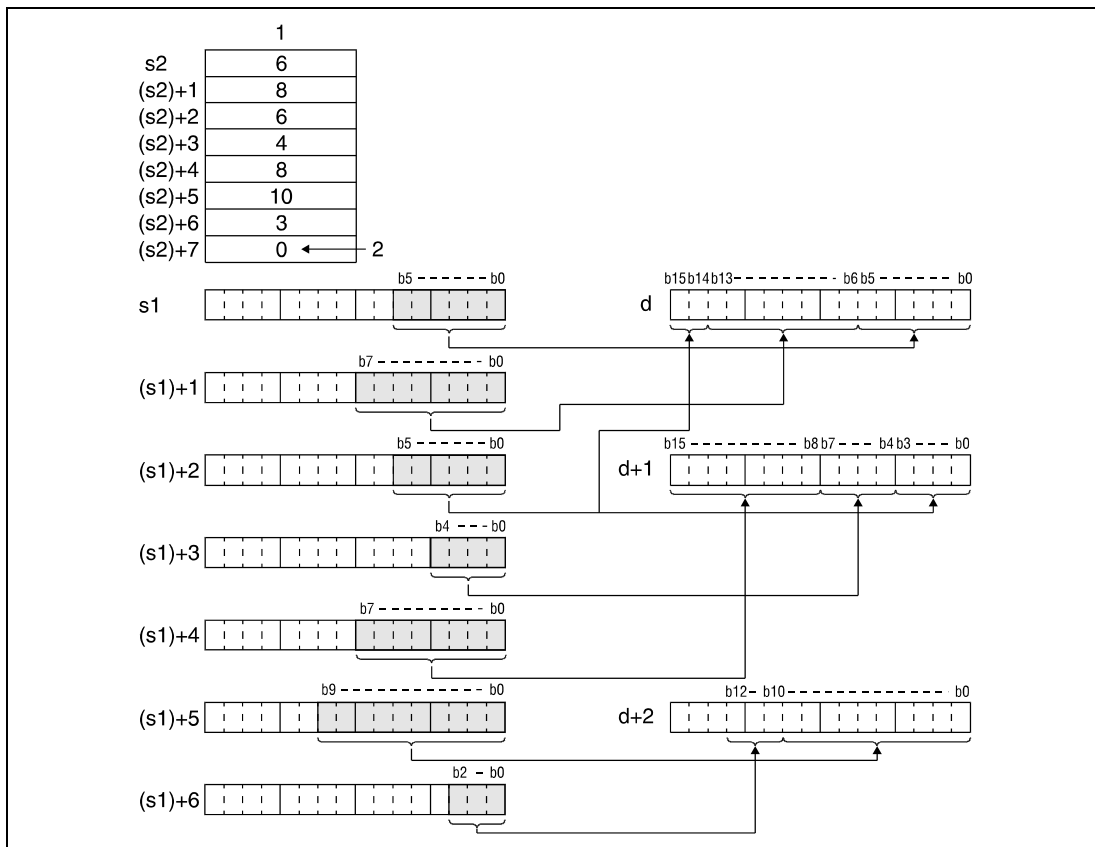 1
s2 6
(s2)+1 8
(s2)+2 6
(s2)+3 4
(s2)+4 8
(s2)+5 10
(s2)+6 3
(s2)+7 0 2
b5 b0 b15 b14 b13 b6 b5 b0
s1 d
b7 b0
(s1)+1
b5 b0 b15 b8 b7 b4 b3 b0
(s1)+2 d+1
b4 b0
(s1)+3
b7 b0
(s1)+4
b9 b0 b12 b10 b0
(s1)+5 d+2
b2 b0
(s1)+6